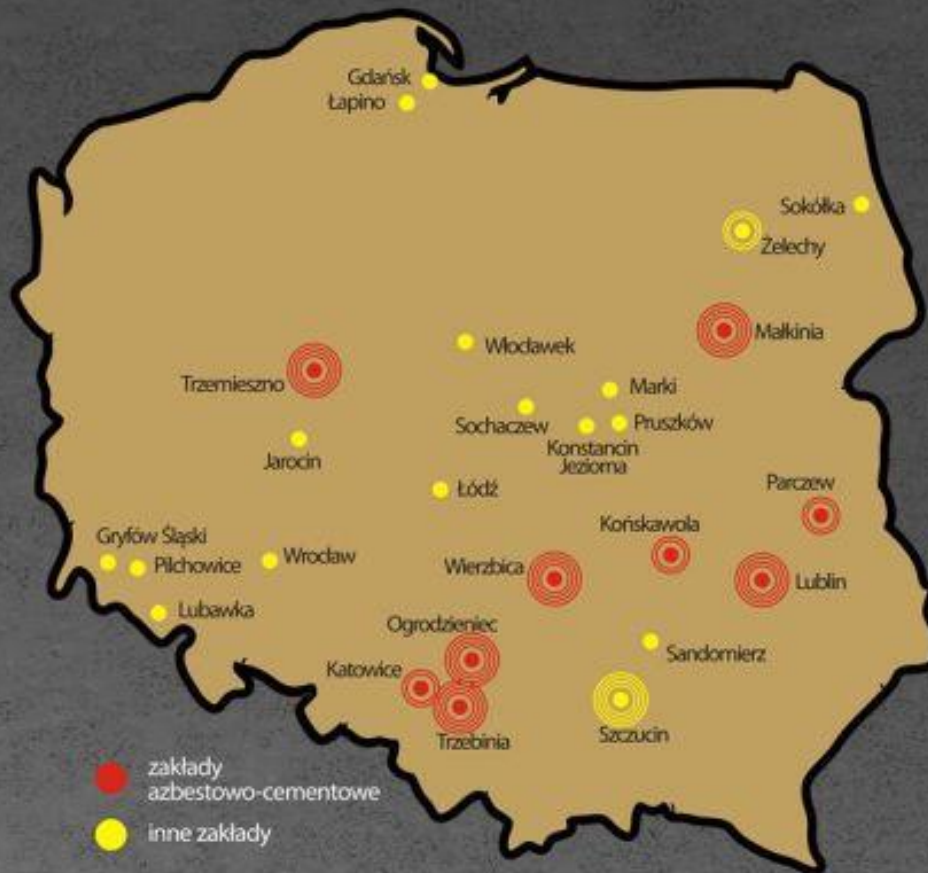 Gdańsk
Łapino
Sokółka
Żelechy
Małkinia
Włocławek
Trzemieszno
Marki
Sochaczew
Pruszków
Konstancin
Jeziorna
Jarocin
Łódź
Parczew
Końskawola
Gryfów Śląski
Pilchowice
Wrocław
Wierzbica
Lublin
Lubawka
Ogrodzieniec
Sandomierz
Katowice
Trzebinia
Szczucin
zakłady
azbestowo-cementowe
inne zakłady